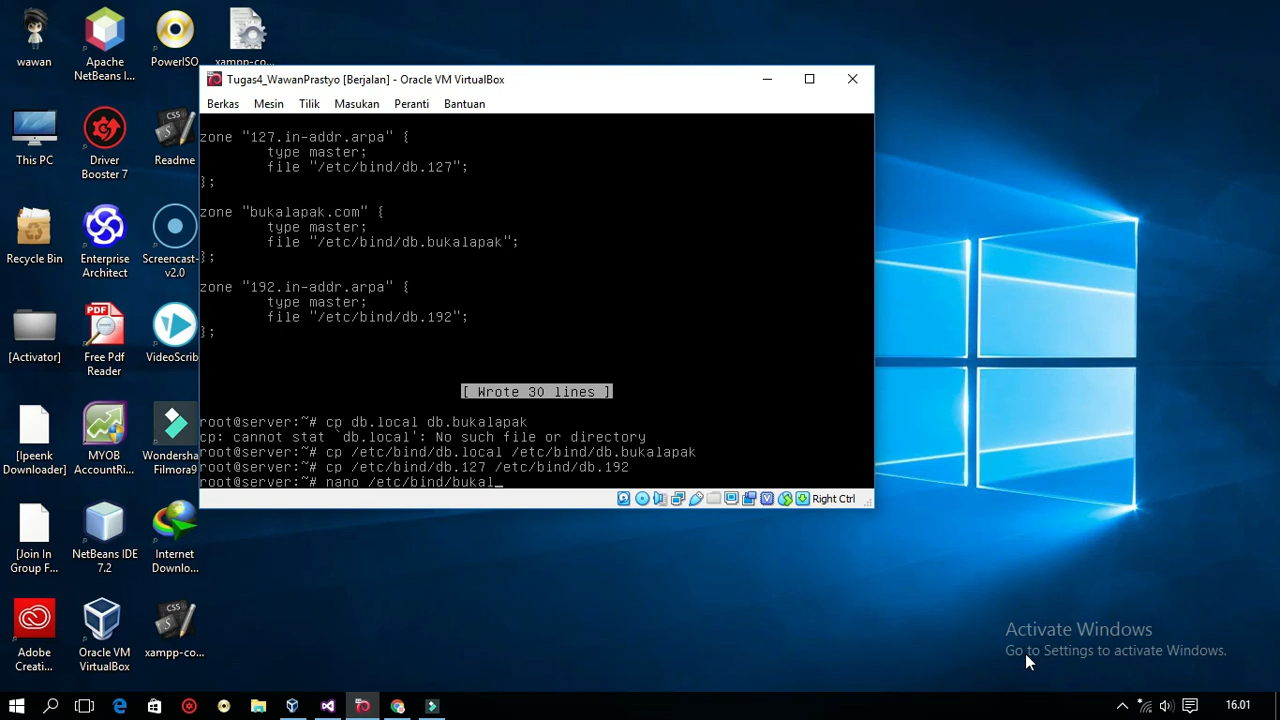 wawan
Apache
NetBeans I...
PowerISO
xampp-co...
This PC
Driver
Booster 7
CSS
Readme
Recycle Bin
Enterprise
Architect
Screencast-
v2.0
[Activator]
PDF
Free Pdf
Reader
VideoScrib
[Ipeenk
Downloader]
MYOB
AccountRi...
Wondersha
Filmora9
[Join In
Group F...
NetBeans IDE
7.2
Internet
Downlo...
Adobe
Creati...
Oracle VM
VirtualBox
CSS
xampp-co...
Tugas4_WawanPrastyo [Berjalan] - Oracle VM VirtualBox
Berkas Mesin Tilik Masukan Peranti Bantuan
zone "127.in-addr.arpa" {
type master;
file "/etc/bind/db.127";
};
zone "bukalapak.com" {
type master;
file "/etc/bind/db.bukalapak";
};
zone "192.in-addr.arpa" {
type master;
file "/etc/bind/db.192";
};
[ Wrote 30 lines ]
root@server:~# cp db.local db.bukalapak
cp: cannot stat `db.local': No such file or directory
root@server:~# cp /etc/bind/db.local /etc/bind/db.bukalapak
root@server:~# cp /etc/bind/db.127 /etc/bind/db.192
root@server:~# nano /etc/bind/bukal_
Right Ctrl
Activate Windows
Go to Settings to activate Windows.
16.01